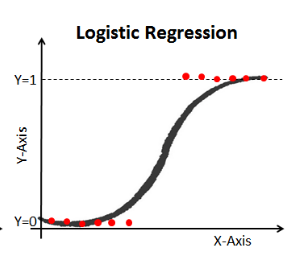 Logistic Regression
Y=1
Y-Axis
Y=0
X-Axis